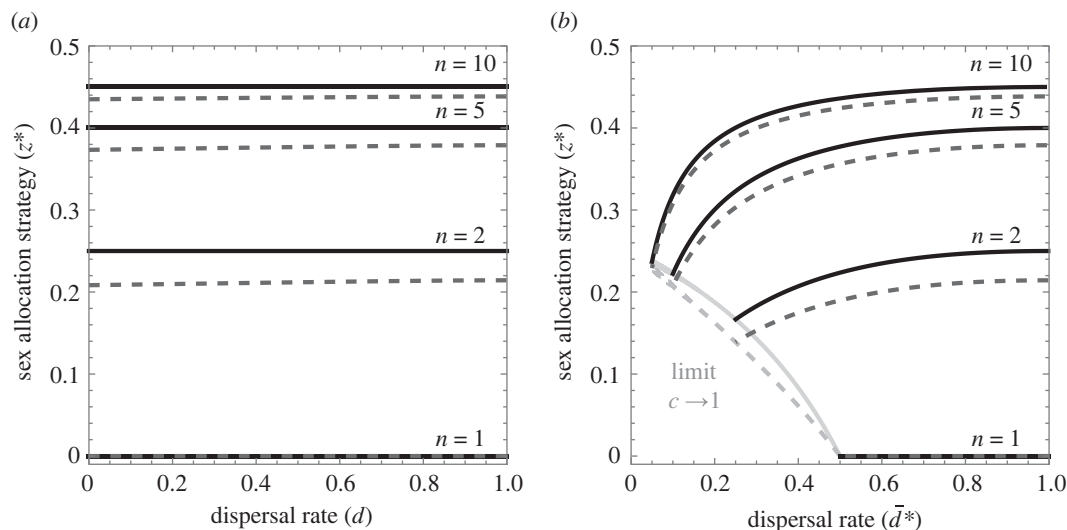 (a)
0.5
0.4
0.3
0.2
0.1
0
sex allocation strategy (z*)
n = 10
n = 5
n = 2
n = 1
0 0.2 0.4 0.6 0.8 1.0
dispersal rate (d)
(b)
0.5
0.4
0.3
0.2
0.1
0
sex allocation strategy (z*)
n = 10
n = 5
n = 2
limit
c →1
n = 1
0 0.2 0.4 0.6 0.8 1.0
dispersal rate (d̄*)